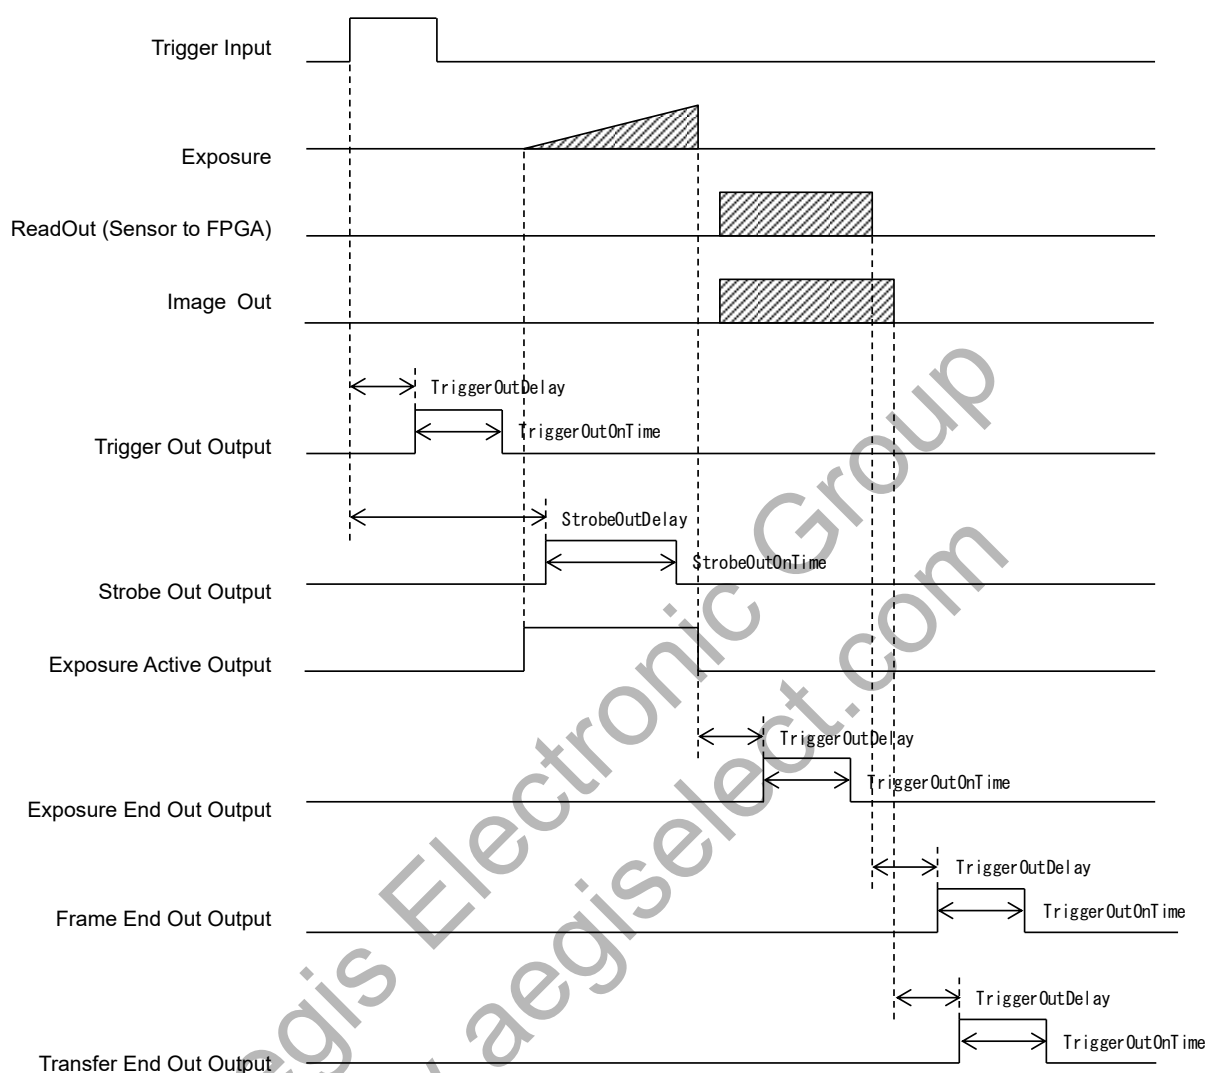 Trigger Input
Exposure
ReadOut (Sensor to FPGA)
Image Out
TriggerOutDelay
TriggerOutOnTime
Trigger Out Output
StrobeOutDelay
StrobeOutOnTime
Strobe Out Output
Exposure Active Output
TriggerOutDelay
TriggerOutOnTime
Exposure End Out Output
TriggerOutDelay
TriggerOutOnTime
Frame End Out Output
TriggerOutDelay
TriggerOutOnTime
Transfer End Out Output
Electronic Group
aegiselect.com